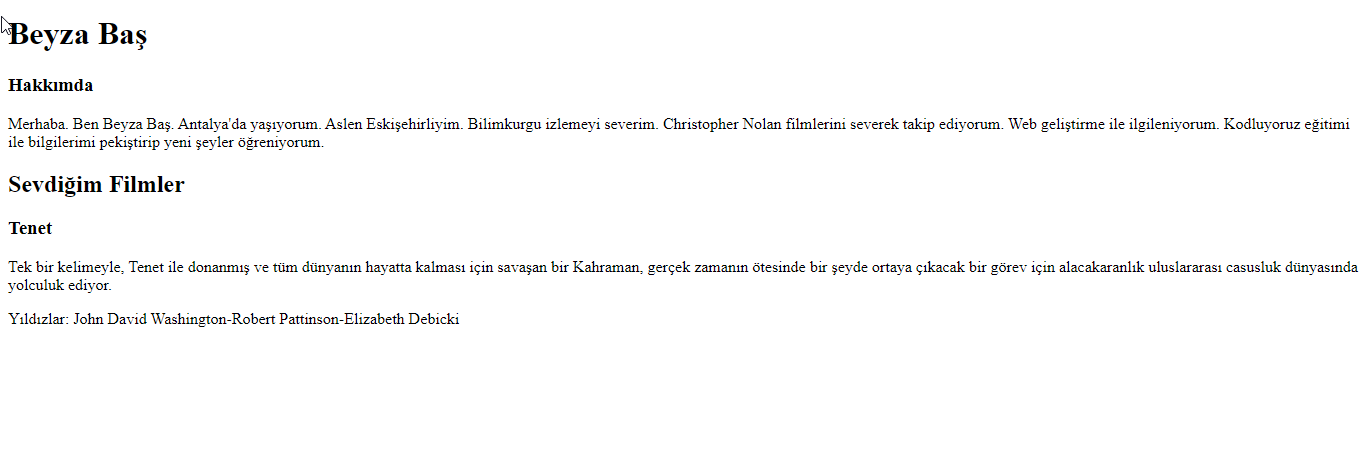 Beyza Baş
Hakkımda
Merhaba. Ben Beyza Baş. Antalya'da yaşıyorum. Aslen Eskişehirliyim. Bilimkurgu izlemeyi severim. Christopher Nolan filmlerini severek takip ediyorum. Web geliştirme ile ilgileniyorum. Kodluyoruz eğitimi
ile bilgilerimi pekiştirip yeni şeyler öğreniyorum.
Sevdiğim Filmler
Tenet
Tek bir kelimeyle, Tenet ile donanmış ve tüm dünyanın hayatta kalması için savaşan bir Kahraman, gerçek zamanın ötesinde bir şeyde ortaya çıkacak bir görev için alacakaranlık uluslararası casusluk dünyasında
yolculuk ediyor.
Yıldızlar: John David Washington-Robert Pattinson-Elizabeth Debicki